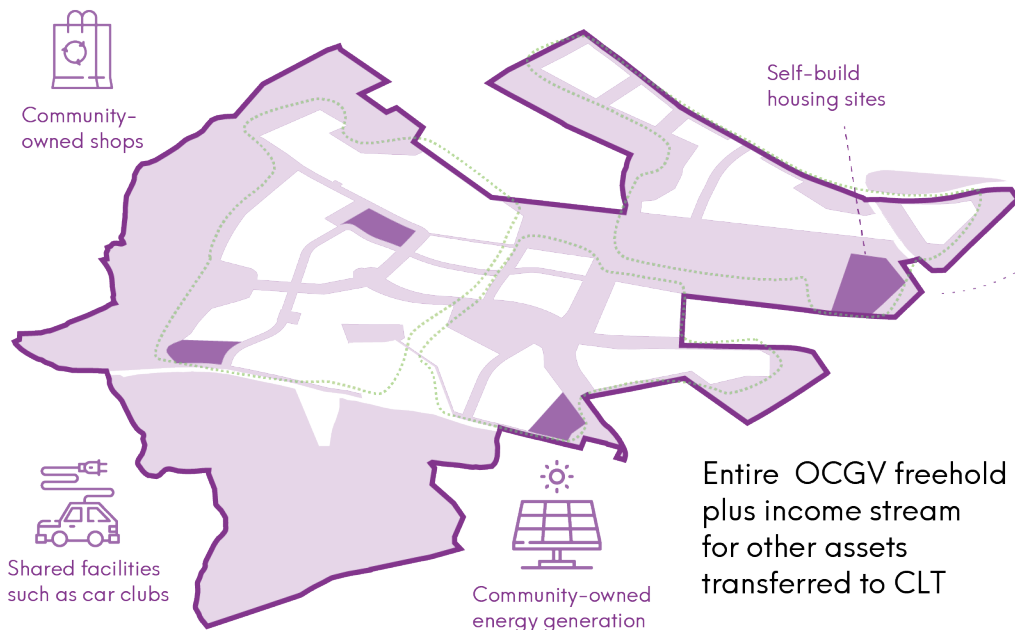 Community-
owned shops
Self-build
housing sites
Shared facilities
such as car clubs
Community-owned
energy generation
Entire OCGV freehold
plus income stream
for other assets
transferred to CLT